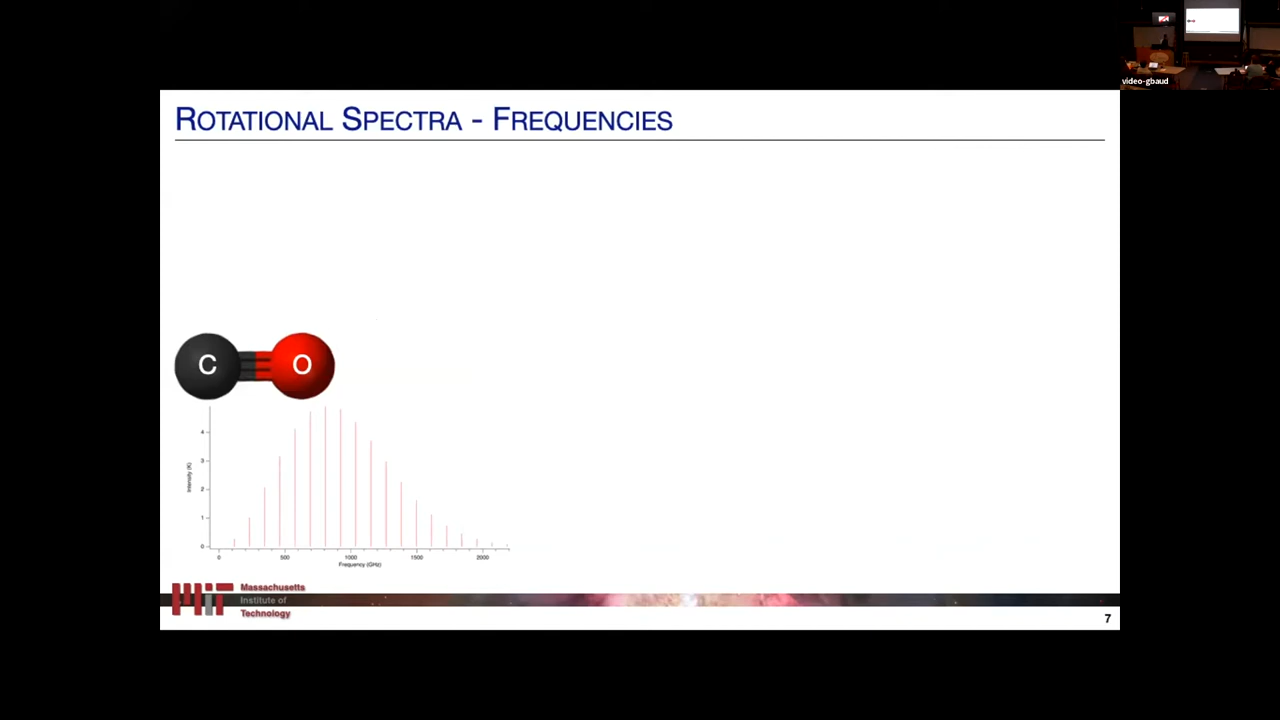 video-gbaud
ROTATIONAL SPECTRA - FREQUENCIES
C O
4
3
2
1
0
Intensity (K)
0 500 1000 1500 2000
Frequency (GHz)
Massachusetts
Institute of
Technology
7